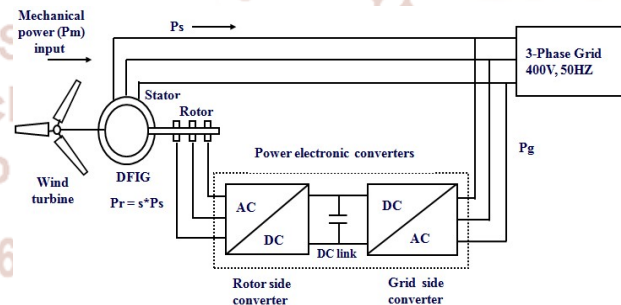 Mechanical
power (Pm)
input
Ps
3-Phase Grid
400V, 50HZ
Stator
Rotor
Power electronic converters
Pg
Wind
turbine
DFIG
Pr = s*Ps
AC
DC
DC link
DC
AC
Rotor side
converter
Grid side
converter